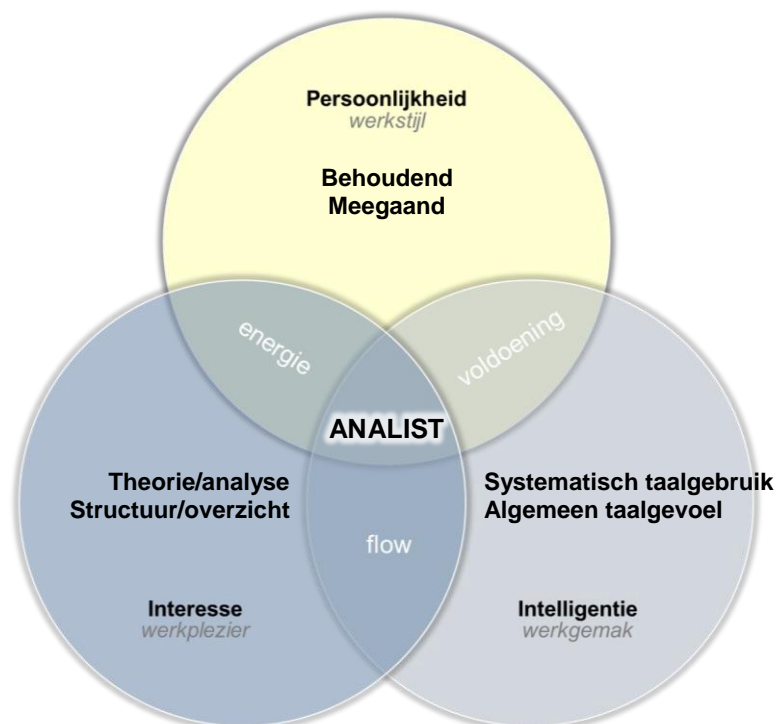 Persoonlijkheid
werkstijl
Behoudend
Meegaand
energie
voldoening
ANALIST
Theorie/analyse
Structuur/overzicht
Systematisch taalgebruik
Algemeen taalgevoel
flow
Interesse
werkplezier
Intelligentie
werkgemak